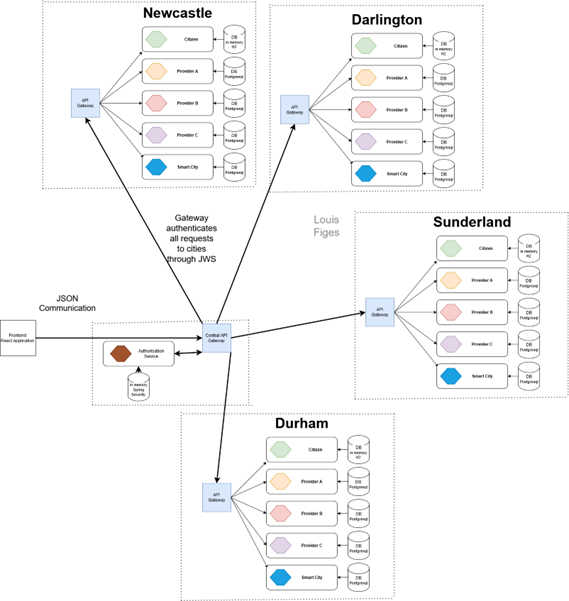 Newcastle
Citizen
DB
in memory
H2
Provider A
DB
Postgresql
API
Gateway
Provider B
DB
Postgresql
Provider C
DB
Postgresql
Smart City
DB
Postgresql
Darlington
Citizen
DB
in memory
H2
Provider A
DB
Postgresql
API
Gateway
Provider B
DB
Postgresql
Provider C
DB
Postgresql
Smart City
DB
Postgresql
Gateway
authenticates
all requests
to cities
through JWS
Louis
Figes
Sunderland
Citizen
DB
in memory
H2
Provider A
DB
Postgresql
API
Gateway
Provider B
DB
Postgresql
Provider C
DB
Postgresql
Smart City
DB
Postgresql
JSON
Communication
Frontend
React Application
Central API
Gateway
Authorication
Service
in memory
Spring
Security
Durham
Citizen
DB
in memory
H2
Provider A
DB
Postgresql
API
Gateway
Provider B
DB
Postgresql
Provider C
DB
Postgresql
Smart City
DB
Postgresql